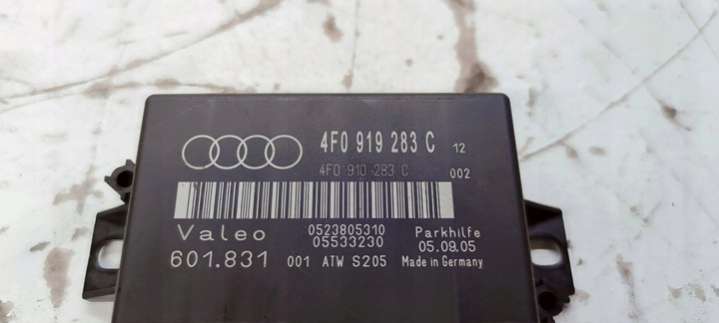 4F0 919 283 C 12
4F0 910 283 C 002
Valeo 0523805310 Parkhilfe
05533230 05.09.05
601.831 001 ATW S205 Made in Germany